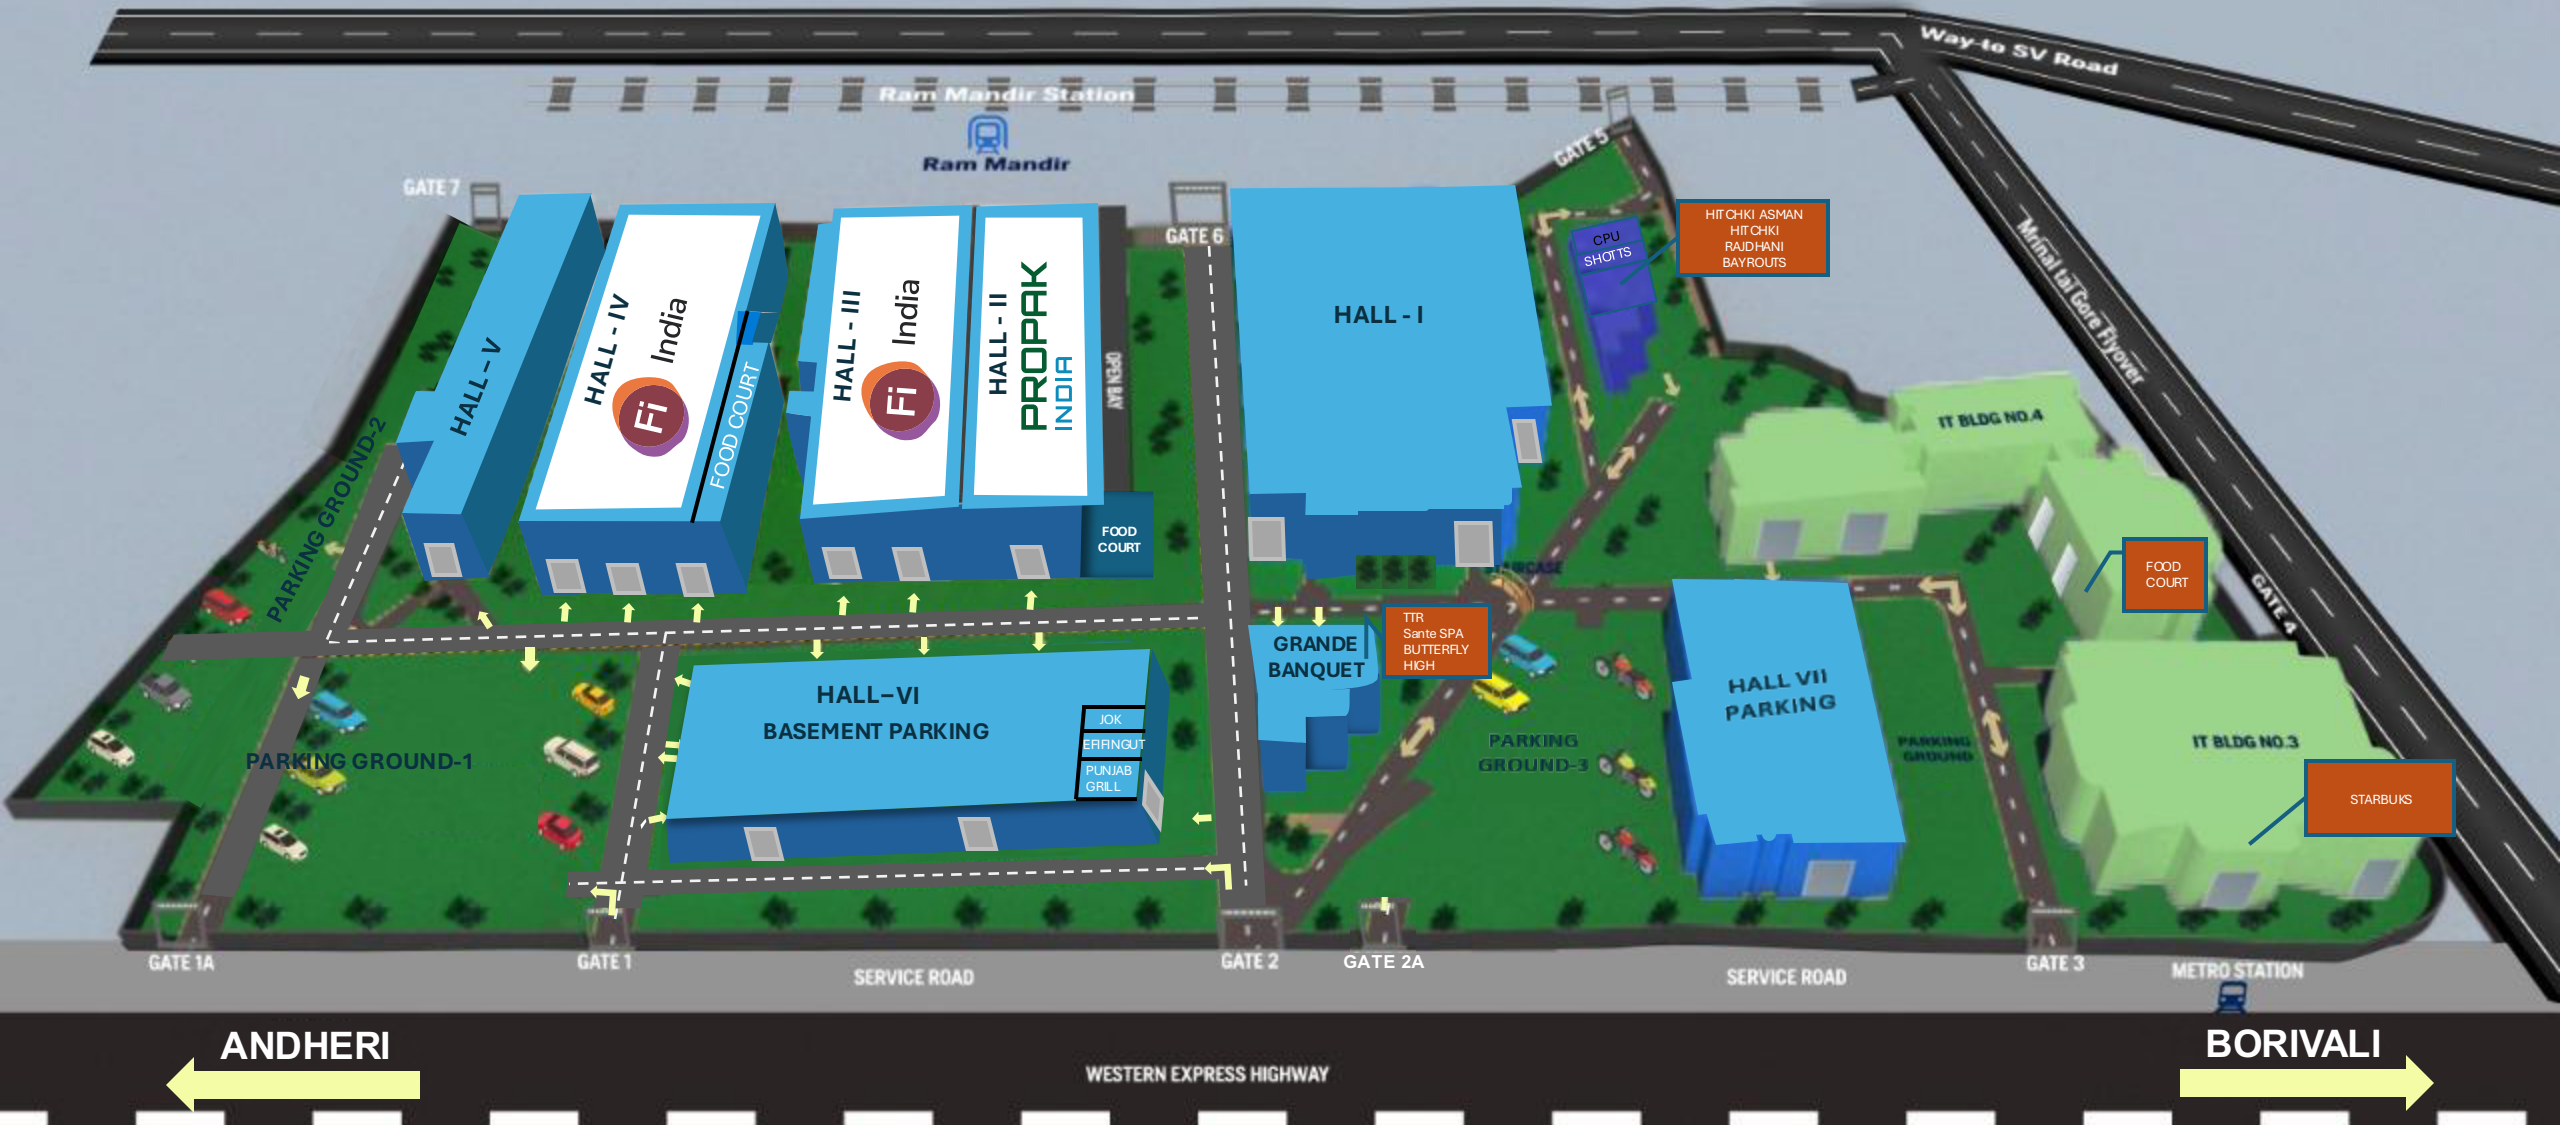 Way to SV Road
Ram Mandir Station
Ram Mandir
GATE 5
GATE 7
GATE 6
HITCHKI ASMAN
HITCHKI
RAJDHANI
BAYROUTS
CPU
SHOTTS
Mrinal tai Gore Flyover
HALL - V
HALL - IV
Fi India
FOOD COURT
HALL - III
Fi India
HALL - II
PROPAK
INDIA
OPEN BAY
HALL - I
IT BLDG NO.4
PARKING GROUND-2
FOOD
COURT
STAIRCASE
FOOD
COURT
GATE 4
TTR
Sante SPA
BUTTERFLY
HIGH
GRANDE
BANQUET
HALL–VI
BASEMENT PARKING
JOK
EFIFINGUT
PUNJAB
GRILL
HALL VII
PARKING
PARKING GROUND-1
PARKING
GROUND-3
PARKING
GROUND
IT BLDG NO.3
STARBUKS
GATE 1A
GATE 1
GATE 2
GATE 2A
GATE 3
SERVICE ROAD
SERVICE ROAD
METRO STATION
ANDHERI
BORIVALI
WESTERN EXPRESS HIGHWAY